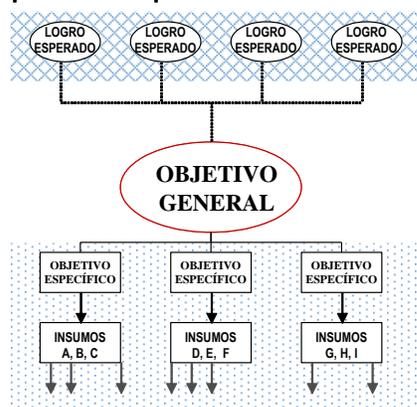 LOGRO
ESPERADO
LOGRO
ESPERADO
LOGRO
ESPERADO
LOGRO
ESPERADO
OBJETIVO
GENERAL
OBJETIVO
ESPECÍFICO
OBJETIVO
ESPECÍFICO
OBJETIVO
ESPECÍFICO
INSUMOS
A, B, C
INSUMOS
D, E, F
INSUMOS
G, H, I